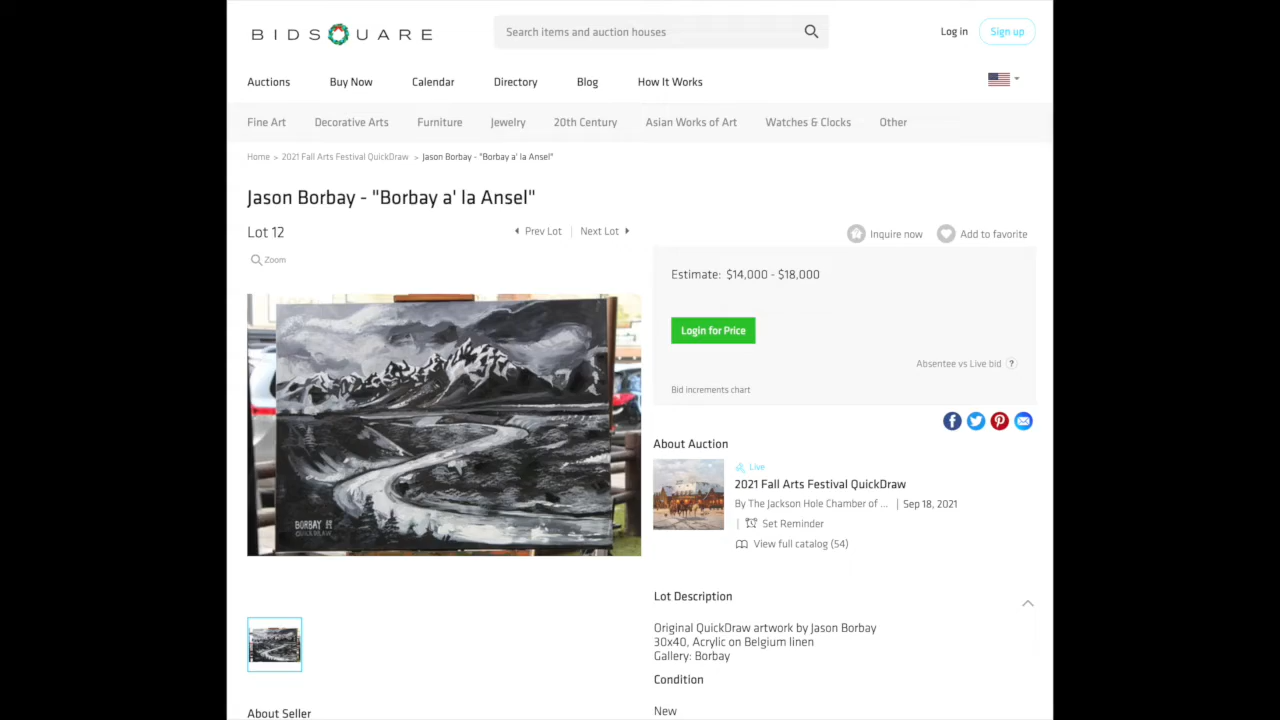 BIDSQUARE
Search items and auction houses
Log in
Sign up
Auctions
Buy Now
Calendar
Directory
Blog
How It Works
Fine Art
Decorative Arts
Furniture
Jewelry
20th Century
Asian Works of Art
Watches & Clocks
Other
Home > 2021 Fall Arts Festival QuickDraw > Jason Borbay - "Borbay a' la Ansel"
Jason Borbay - "Borbay a' la Ansel"
Lot 12
Prev Lot | Next Lot
Zoom
BORBAY
QUICKDRAW
Inquire now
Add to favorite
Estimate: $14,000 - $18,000
Login for Price
Absentee vs Live bid ?
Bid increments chart
About Auction
Live
2021 Fall Arts Festival QuickDraw
By The Jackson Hole Chamber of ... | Sep 18, 2021
| Set Reminder
View full catalog (54)
Lot Description
Original QuickDraw artwork by Jason Borbay
30x40, Acrylic on Belgium linen
Gallery: Borbay
Condition
New
About Seller